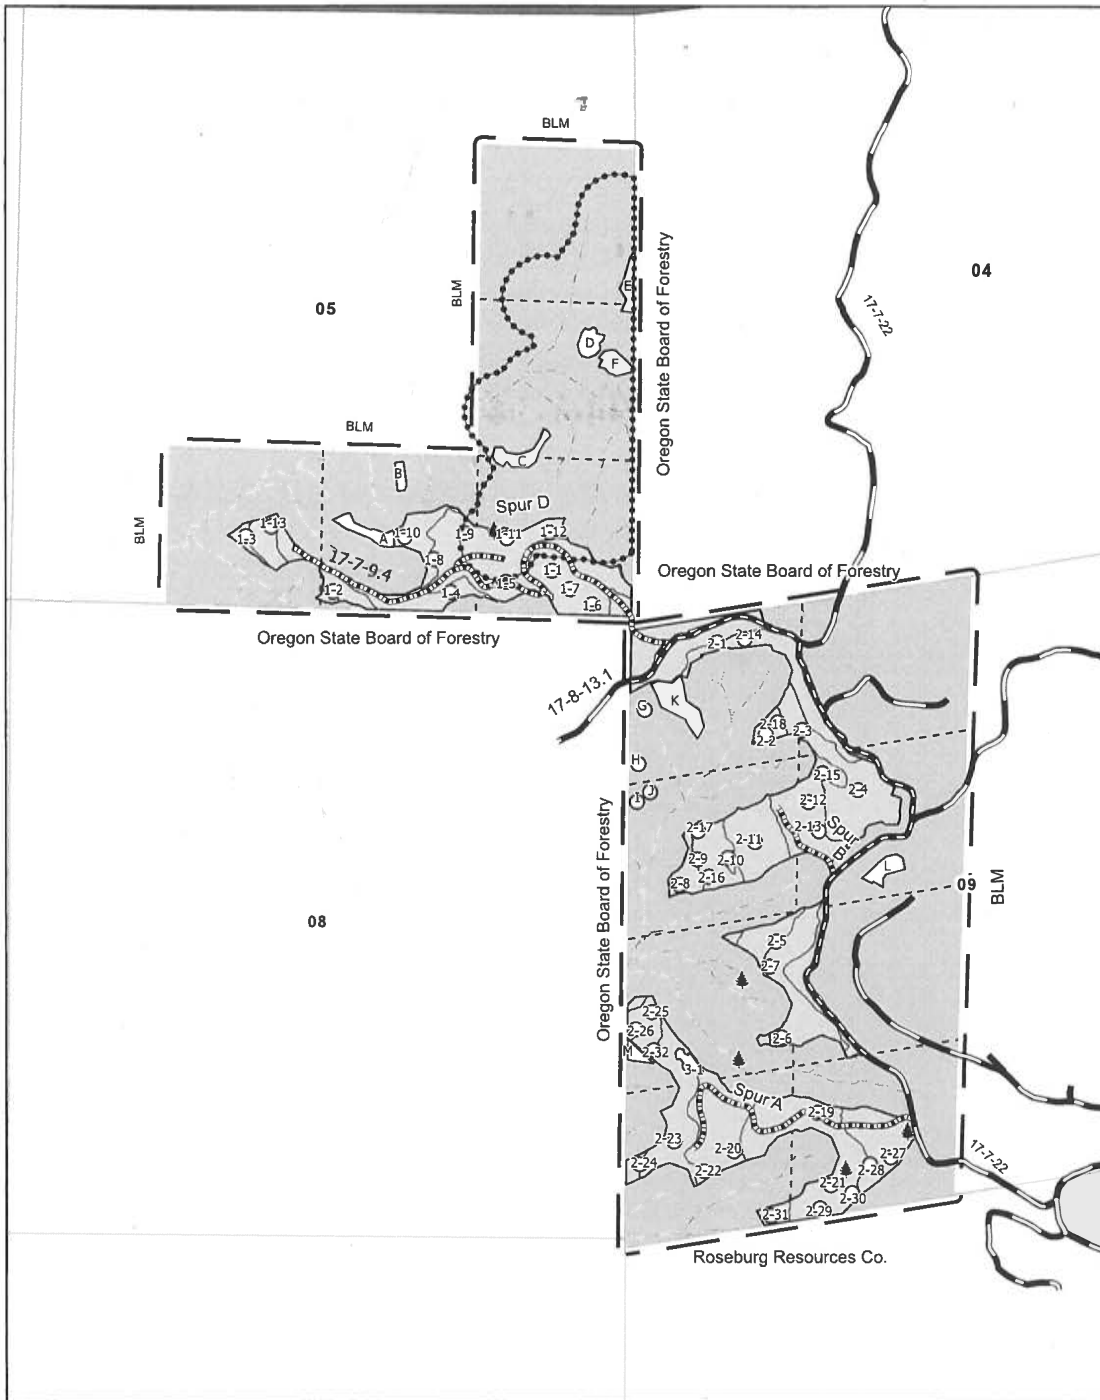 BLM
04
05
BLM
Oregon State Board of Forestry
17-7-22
E
D
F
BLM
C
B
Spur D
BLM
1-13
1-3
A
1-10
1-9
1-11
1-12
17-7-9.4
1-8
1-1
1-2
1-4
1-5
1-7
1-6
Oregon State Board of Forestry
Oregon State Board of Forestry
2-1
2-14
17-8-13.1
K
G
2-18
2-2
2-3
H
2-15
I
J
2-4
2-12
2-17
2-13
Spur B
2-11
2-9
2-10
2-8
2-16
L
09
BLM
Oregon State Board of Forestry
08
2-5
2-7
2-25
2-26
2-6
M
2-32
3-1
Spur A
2-19
2-23
2-20
2-24
2-22
2-27
2-28
2-21
2-30
2-29
2-31
17-7-22
Roseburg Resources Co.